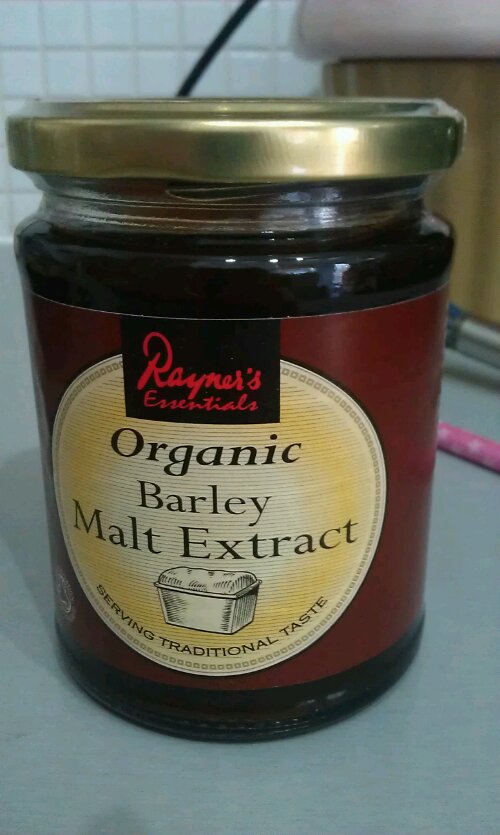 Rayner's
Essentials
Organic
Barley
Malt Extract
SERVING TRADITIONAL TASTE